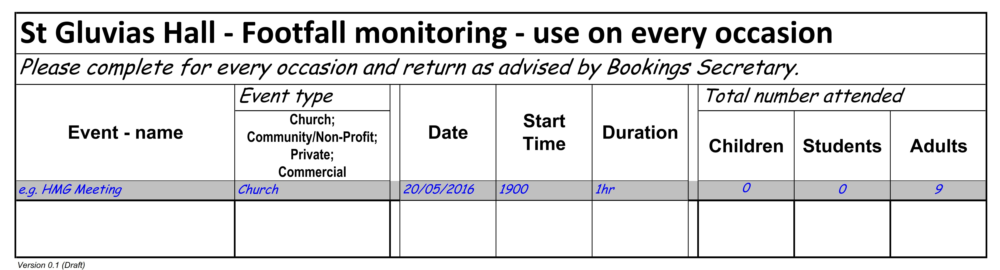 St Gluvias Hall - Footfall monitoring - use on every occasion
Please complete for every occasion and return as advised by Bookings Secretary.
Event - name
Event type
Church;
Community/Non-Profit;
Private;
Commercial
Date
Start
Time
Duration
Total number attended
Children
Students
Adults
e.g. HMG Meeting
Church
20/05/2016
1900
1hr
0
0
9
Version 0.1 (Draft)